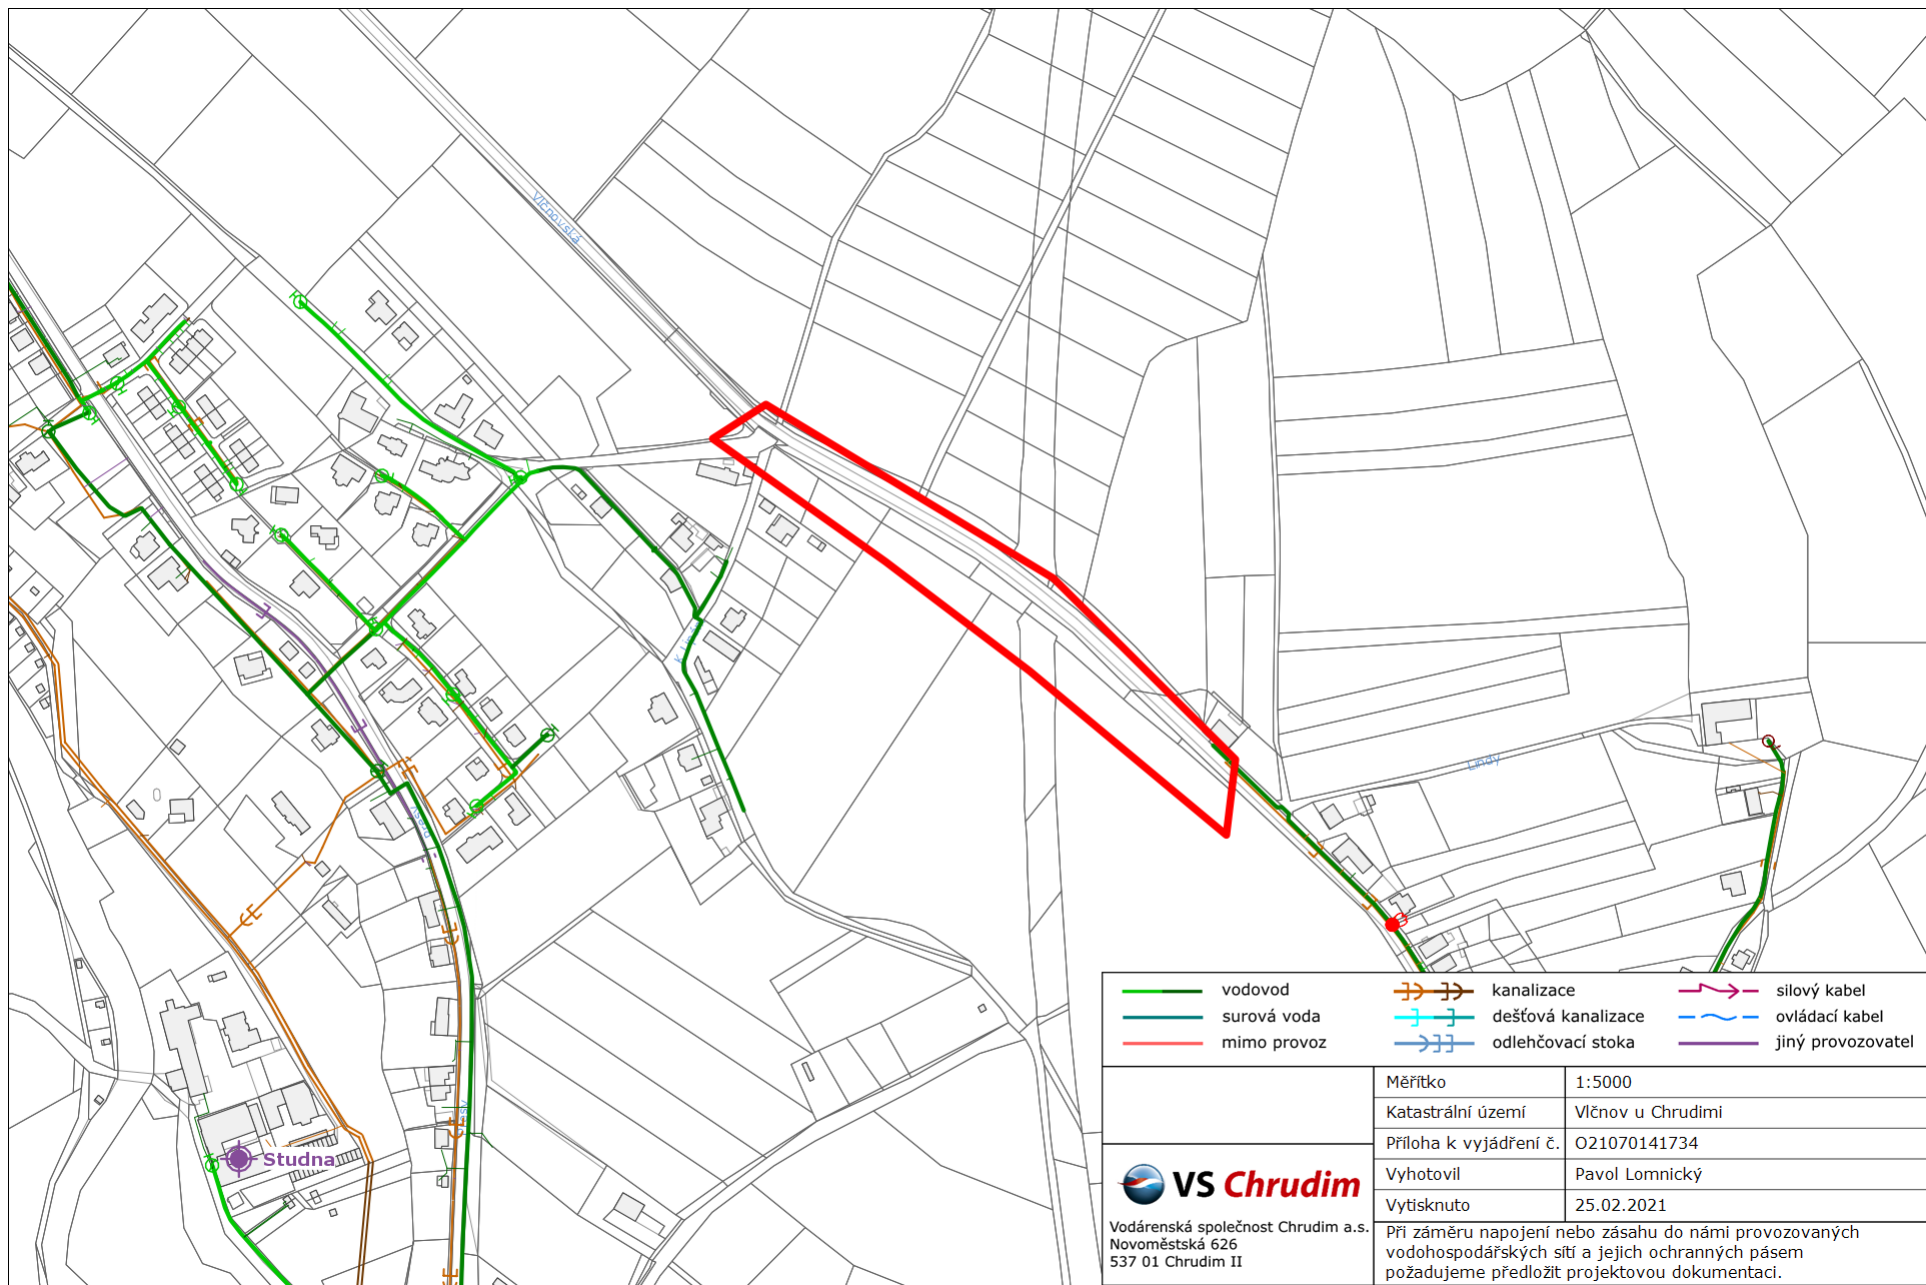 Vlčnovská
Lindy
Studna
vodovod
surová voda
mimo provoz
kanalizace
dešťová kanalizace
odlehčovací stoka
silový kabel
ovládací kabel
jiný provozovatel
Měřítko 1:5000
Katastrální území Vlčnov u Chrudimi
Příloha k vyjádření č. O21070141734
Vyhotovil Pavol Lomnický
Vytisknuto 25.02.2021
VS Chrudim
Vodárenská společnost Chrudim a.s.
Novoměstská 626
537 01 Chrudim II
Při záměru napojení nebo zásahu do námi provozovaných
vodohospodářských sítí a jejich ochranných pásem
požadujeme předložit projektovou dokumentaci.